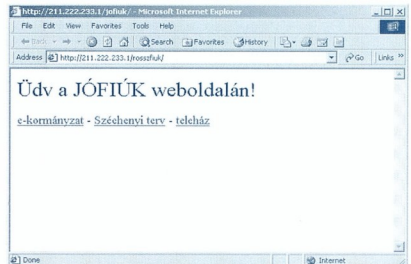 http://211.222.233.1/jofiuk/ - Microsoft Internet Explorer
File Edit View Favorites Tools Help
Back Search Favorites History
Address http://211.222.233.1/rosszfiuk/ Go Links »
Üdv a JÓFIÚK weboldalán!
e-kormányzat - Széchenyi terv - teleház
Done Internet